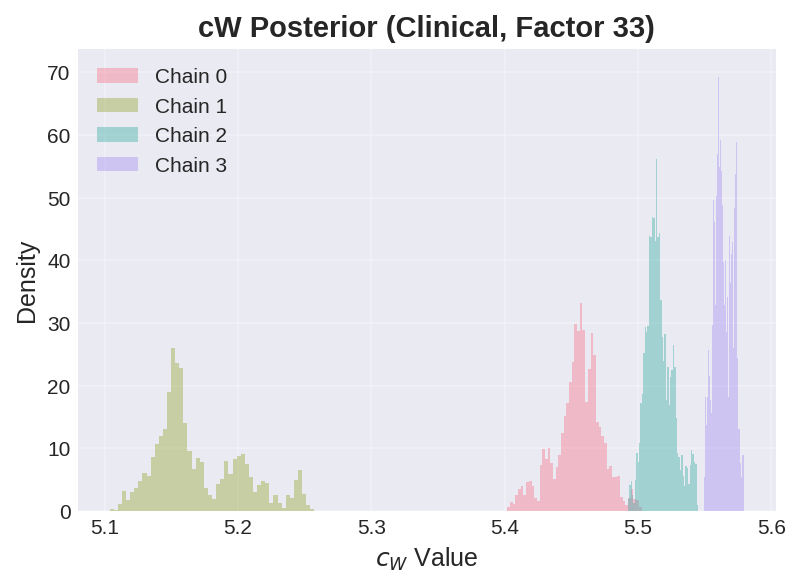 cW Posterior (Clinical, Factor 33)
Chain 0
Chain 1
Chain 2
Chain 3
70
60
50
40
30
20
10
0
Density
5.1 5.2 5.3 5.4 5.5 5.6
c_W Value